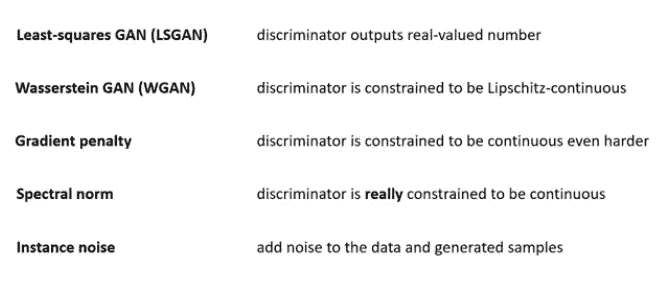 Least-squares GAN (LSGAN) discriminator outputs real-valued number
Wasserstein GAN (WGAN) discriminator is constrained to be Lipschitz-continuous
Gradient penalty discriminator is constrained to be continuous even harder
Spectral norm discriminator is really constrained to be continuous
Instance noise add noise to the data and generated samples